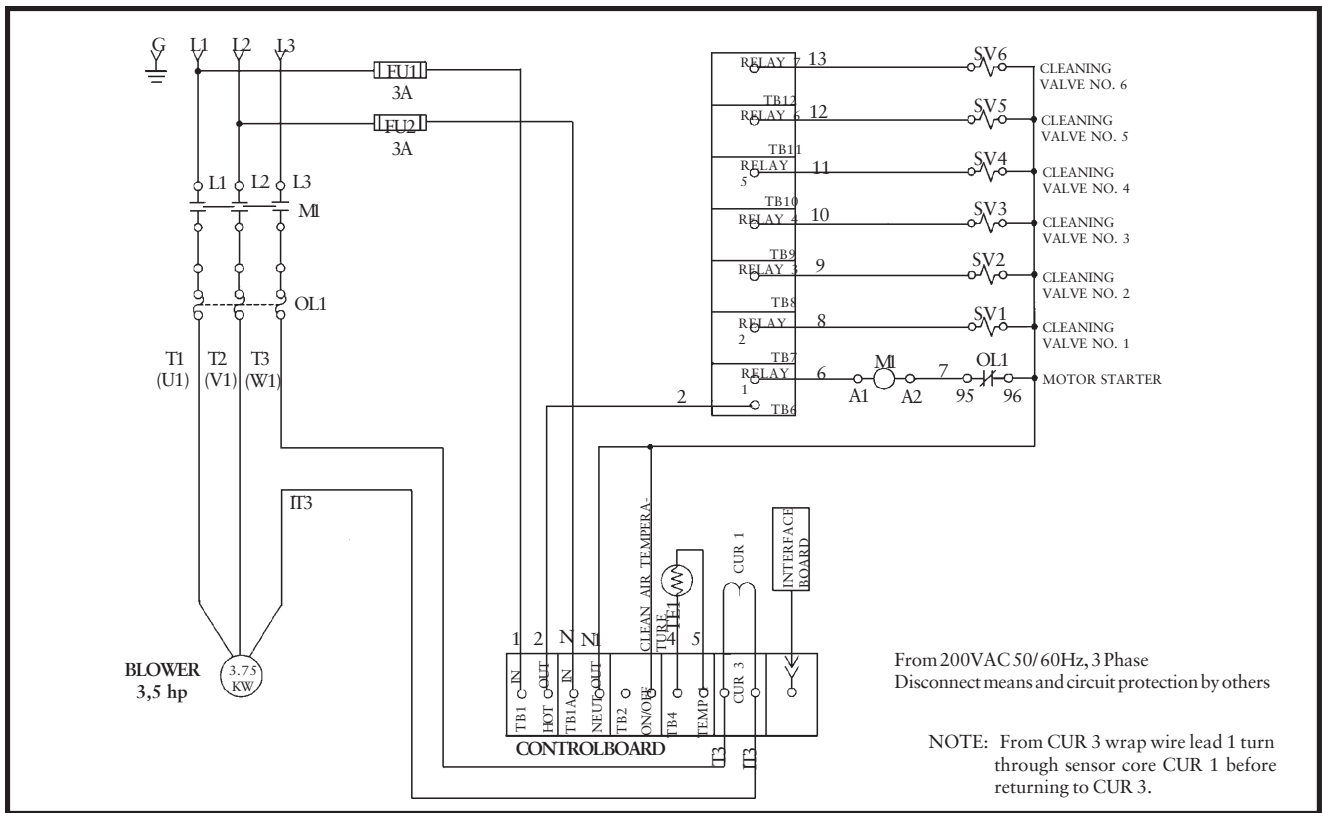 G L1 L2 L3
FU1
3A
FU2
3A
L1 L2 L3
M1
OL1
T1 T2 T3
(U1) (V1) (W1)
IT3
BLOWER
3,5 hp
3.75
KW
RELAY 7 13 SV6 CLEANING
VALVE NO. 6
TB12
RELAY 6 12 SV5 CLEANING
VALVE NO. 5
TB11
RELAY 11 SV4 CLEANING
5 VALVE NO. 4
TB10
RELAY 4 10 SV3 CLEANING
VALVE NO. 3
TB9
RELAY 3 9 SV2 CLEANING
VALVE NO. 2
TB8
RELAY 8 SV1 CLEANING
2 VALVE NO. 1
TB7
RELAY 6 M1 7 OL1 MOTOR STARTER
1 A1 A2 95 96
2 TB6
CLEAN AIR TEMPERA-
TURE
TE1
CUR 1
INTERFACE
BOARD
1 2 N N1 4 5
TB1 IN
HOT OUT
TB1A IN
NEUT OUT
TB2
ON/OFF
TB4
TEMP
CUR 3
CONTROLBOARD
T3 IT3
From 200VAC 50/60Hz, 3 Phase
Disconnect means and circuit protection by others
NOTE: From CUR 3 wrap wire lead 1 turn
through sensor core CUR 1 before
returning to CUR 3.